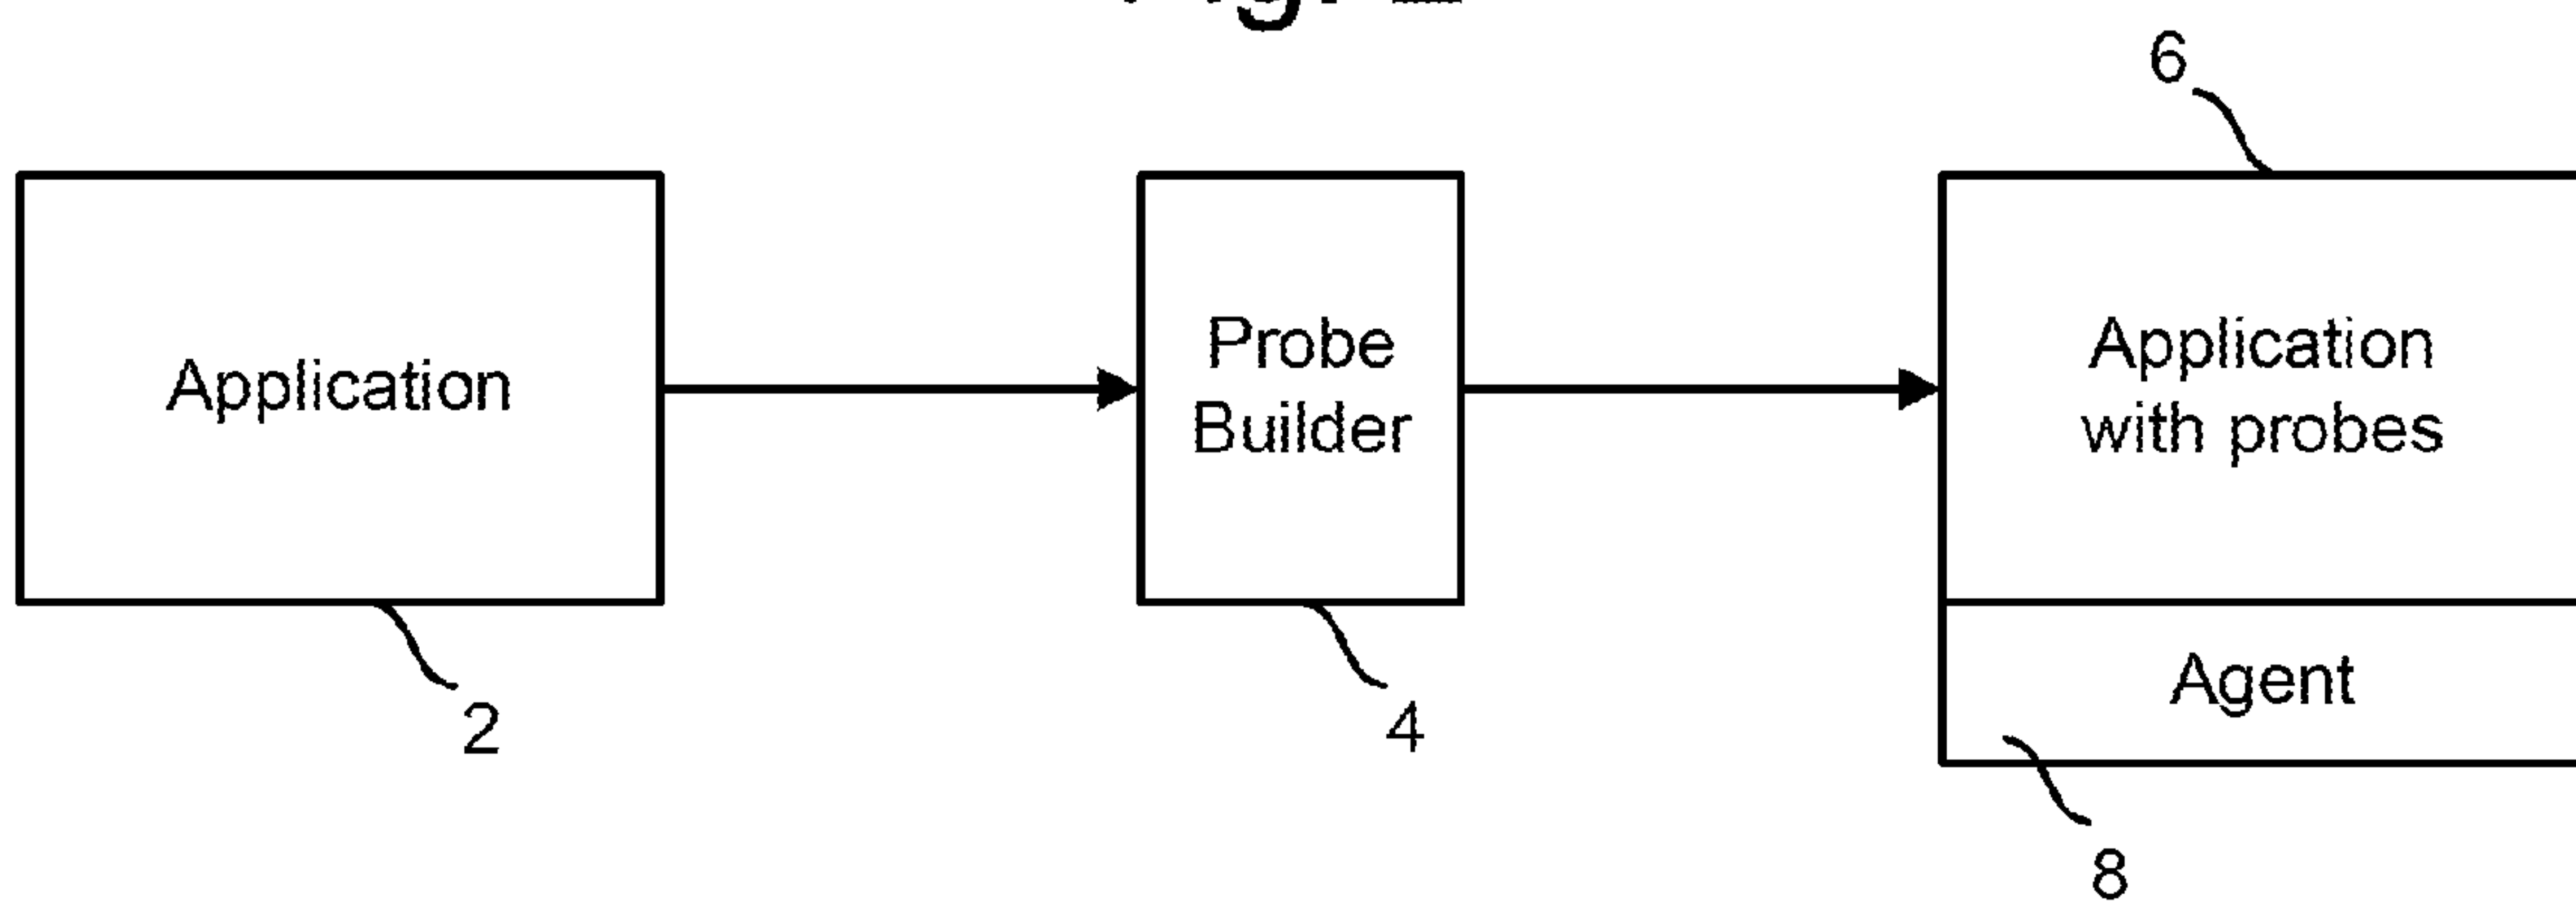 6
Application
Probe
Builder
Application
with probes
Agent
2
4
8